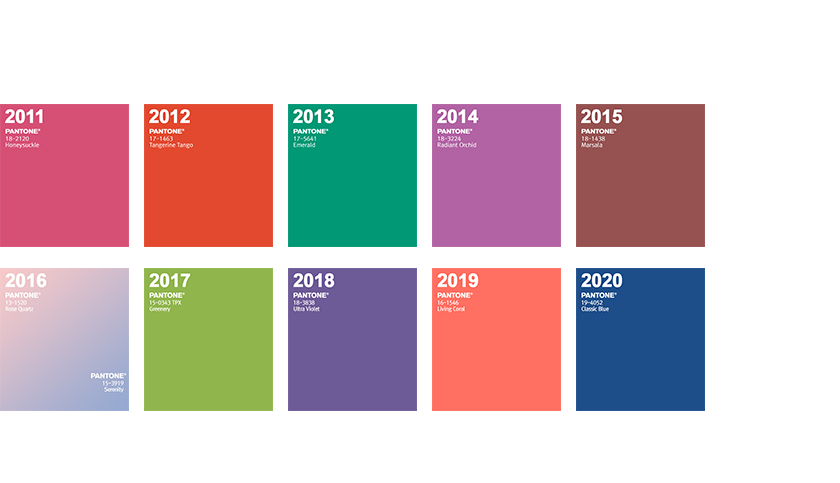 2011
PANTONE®
18-2120
Honeysuckle
2012
PANTONE®
17-1463
Tangerine Tango
2013
PANTONE®
17-5641
Emerald
2014
PANTONE®
18-3224
Radiant Orchid
2015
PANTONE®
18-1438
Marsala
2016
PANTONE®
13-1520
Rose Quartz
PANTONE®
15-3919
Serenity
2017
PANTONE®
15-0343 TPX
Greenery
2018
PANTONE®
18-3838
Ultra Violet
2019
PANTONE®
16-1546
Living Coral
2020
PANTONE®
19-4052
Classic Blue